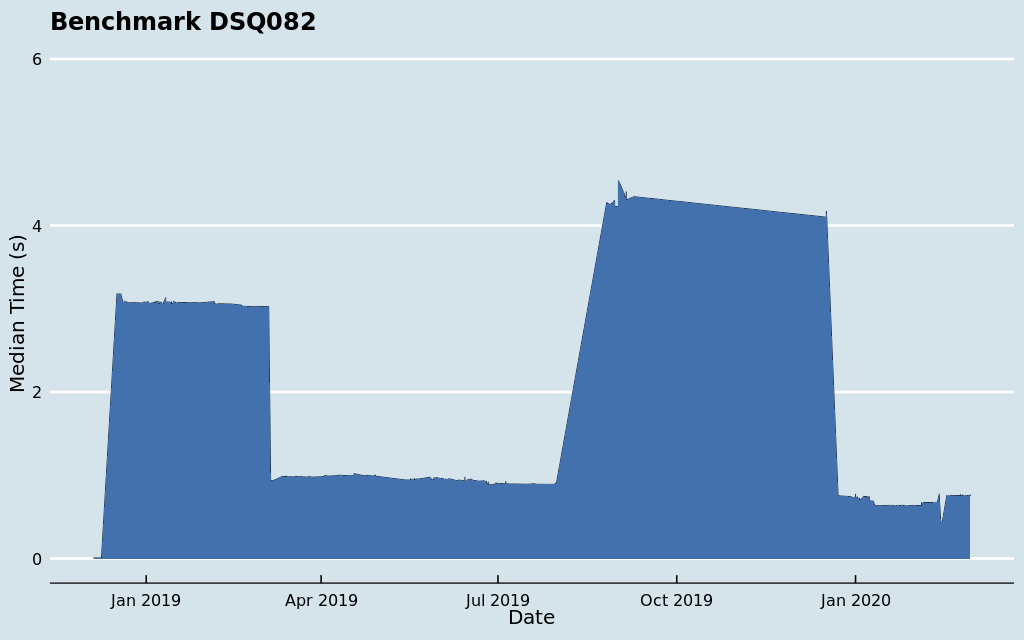 Benchmark DSQ082
6
4
2
0
Median Time (s)
Jan 2019
Apr 2019
Jul 2019
Oct 2019
Jan 2020
Date